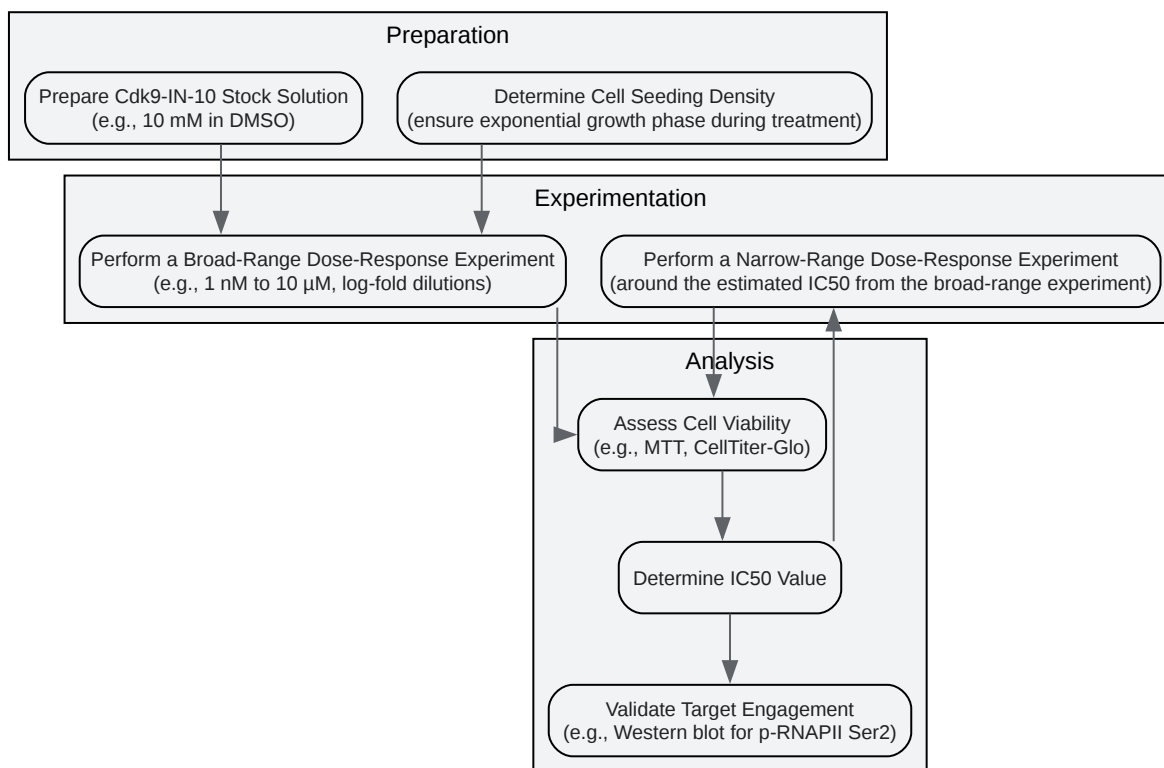 Preparation
Prepare Cdk9-IN-10 Stock Solution
(e.g., 10 mM in DMSO)
Determine Cell Seeding Density
(ensure exponential growth phase during treatment)
Experimentation
Perform a Broad-Range Dose-Response Experiment
(e.g., 1 nM to 10 µM, log-fold dilutions)
Perform a Narrow-Range Dose-Response Experiment
(around the estimated IC50 from the broad-range experiment)
Analysis
Assess Cell Viability
(e.g., MTT, CellTiter-Glo)
Determine IC50 Value
Validate Target Engagement
(e.g., Western blot for p-RNAPII Ser2)